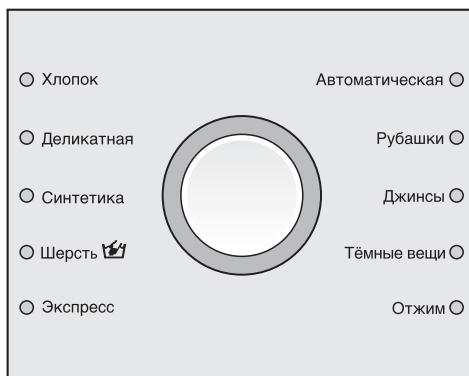 Хлопок
Деликатная
Синтетика
Шерсть
Экспресс
Автоматическая
Рубашки
Джинсы
Тёмные вещи
Отжим